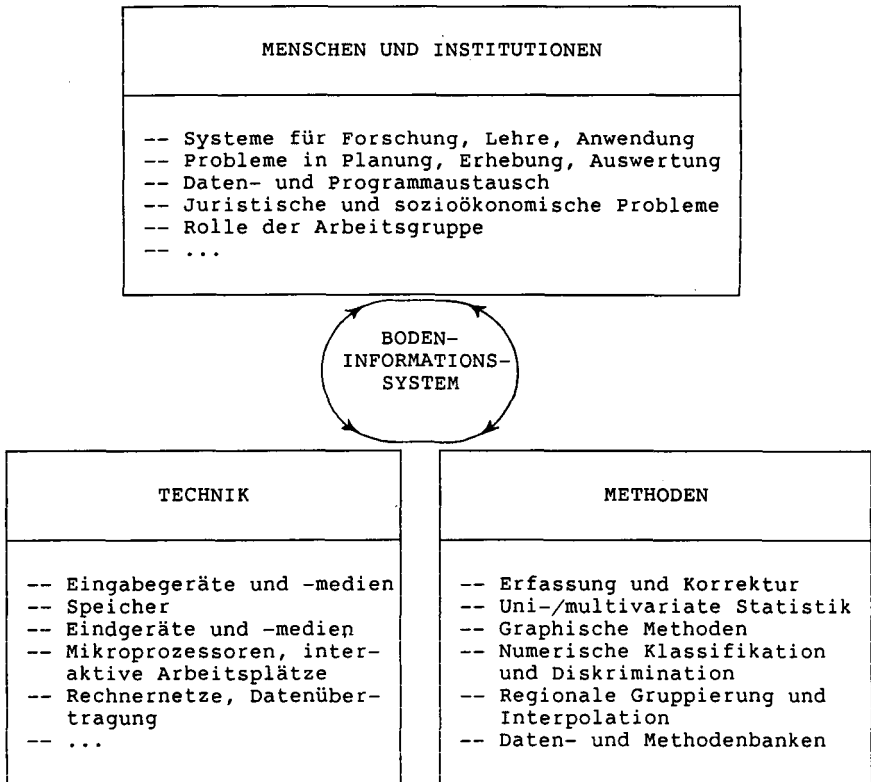 MENSCHEN UND INSTITUTIONEN
-- Systeme für Forschung, Lehre, Anwendung
-- Probleme in Planung, Erhebung, Auswertung
-- Daten- und Programmaustausch
-- Juristische und sozioökonomische Probleme
-- Rolle der Arbeitsgruppe
-- ...
BODEN-
INFORMATIONS-
SYSTEM
TECHNIK
-- Eingabegeräte und -medien
-- Speicher
-- Eindgeräte und -medien
-- Mikroprozessoren, inter-
aktive Arbeitsplätze
-- Rechnernetze, Datenüber-
tragung
-- ...
METHODEN
-- Erfassung und Korrektur
-- Uni-/multivariate Statistik
-- Graphische Methoden
-- Numerische Klassifikation
und Diskrimination
-- Regionale Gruppierung und
Interpolation
-- Daten- und Methodenbanken